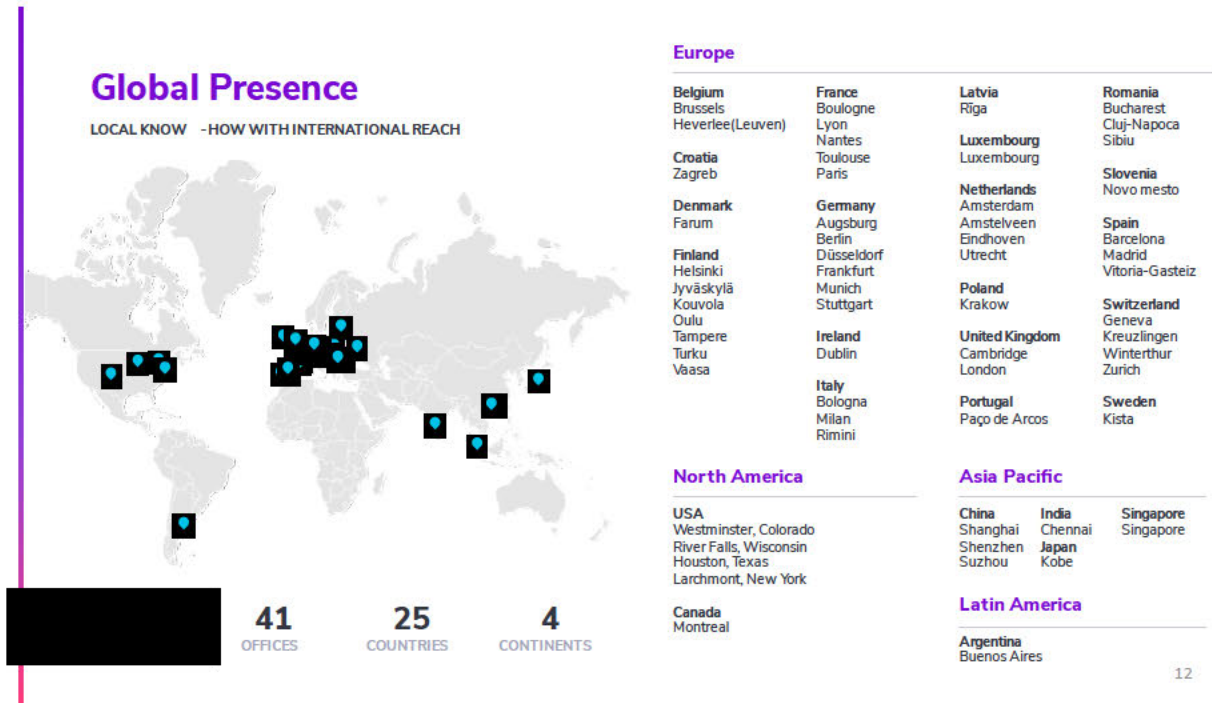 Global Presence
LOCAL KNOW -HOW WITH INTERNATIONAL REACH
41
OFFICES
25
COUNTRIES
4
CONTINENTS
Europe
Belgium
Brussels
Heverlee(Leuven)
Croatia
Zagreb
Denmark
Farum
Finland
Helsinki
Jyväskylä
Kouvola
Oulu
Tampere
Turku
Vaasa
France
Boulogne
Lyon
Nantes
Toulouse
Paris
Germany
Augsburg
Berlin
Düsseldorf
Frankfurt
Munich
Stuttgart
Ireland
Dublin
Italy
Bologna
Milan
Rimini
Latvia
Rīga
Luxembourg
Luxembourg
Netherlands
Amsterdam
Amstelveen
Eindhoven
Utrecht
Poland
Krakow
United Kingdom
Cambridge
London
Portugal
Paço de Arcos
Romania
Bucharest
Cluj-Napoca
Sibiu
Slovenia
Novo mesto
Spain
Barcelona
Madrid
Vitoria-Gasteiz
Switzerland
Geneva
Kreuzlingen
Winterthur
Zurich
Sweden
Kista
North America
USA
Westminster, Colorado
River Falls, Wisconsin
Houston, Texas
Larchmont, New York
Canada
Montreal
Asia Pacific
China
Shanghai
Shenzhen
Suzhou
India
Chennai
Japan
Kobe
Singapore
Singapore
Latin America
Argentina
Buenos Aires
12